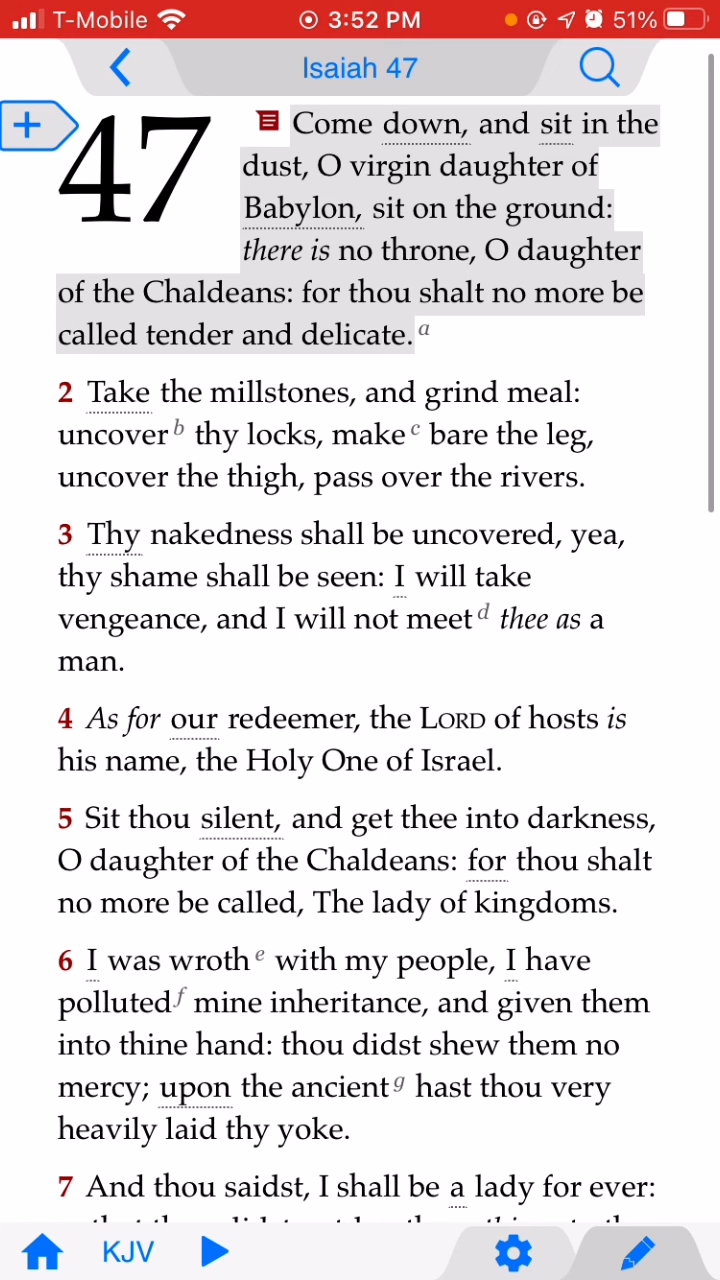 T-Mobile 3:52 PM 51%
Isaiah 47
47 Come down, and sit in the
dust, O virgin daughter of
Babylon, sit on the ground:
there is no throne, O daughter
of the Chaldeans: for thou shalt no more be
called tender and delicate. a
2 Take the millstones, and grind meal:
uncover b thy locks, make c bare the leg,
uncover the thigh, pass over the rivers.
3 Thy nakedness shall be uncovered, yea,
thy shame shall be seen: I will take
vengeance, and I will not meet d thee as a
man.
4 As for our redeemer, the LORD of hosts is
his name, the Holy One of Israel.
5 Sit thou silent, and get thee into darkness,
O daughter of the Chaldeans: for thou shalt
no more be called, The lady of kingdoms.
6 I was wroth e with my people, I have
polluted f mine inheritance, and given them
into thine hand: thou didst shew them no
mercy; upon the ancient g hast thou very
heavily laid thy yoke.
7 And thou saidst, I shall be a lady for ever:
KJV